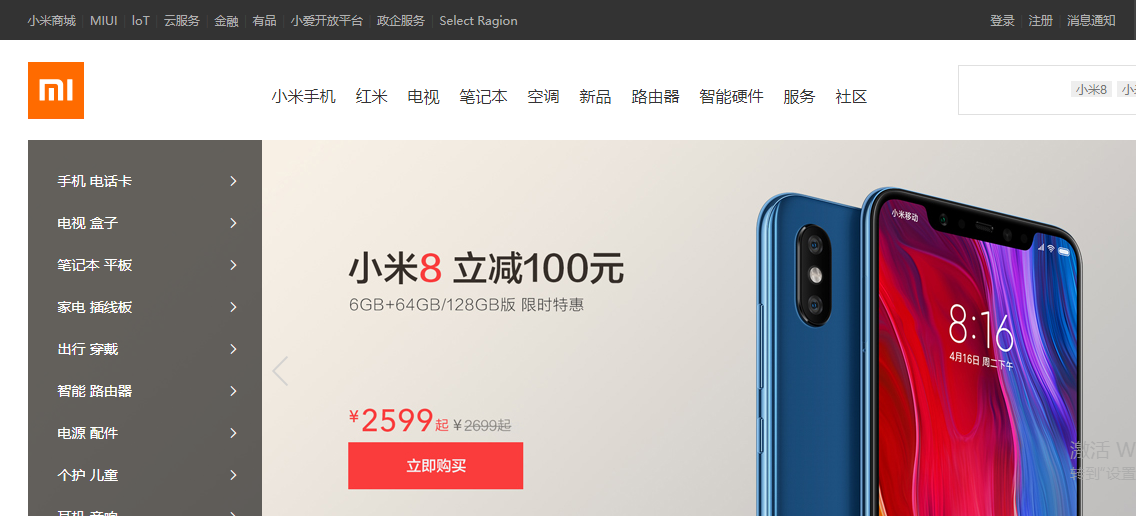 小米商城 | MIUI | loT | 云服务 | 金融 | 有品 | 小爱开放平台 | 政企服务 | Select Ragion
登录 | 注册 | 消息通知
mi
小米手机 红米 电视 笔记本 空调 新品 路由器 智能硬件 服务 社区
小米8
手机 电话卡
电视 盒子
笔记本 平板
家电 插线板
出行 穿戴
智能 路由器
电源 配件
个护 儿童
耳机 音响
小米8 立减100元
6GB+64GB/128GB版 限时特惠
¥2599起 ¥2699起
立即购买
小米移动
8:16
4月16日 周二下午
激活 W
转到"设置